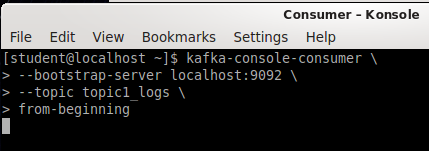 Consumer – Konsole
File Edit View Bookmarks Settings Help
[student@localhost ~]$ kafka-console-consumer \
> --bootstrap-server localhost:9092 \
> --topic topic1_logs \
> from-beginning